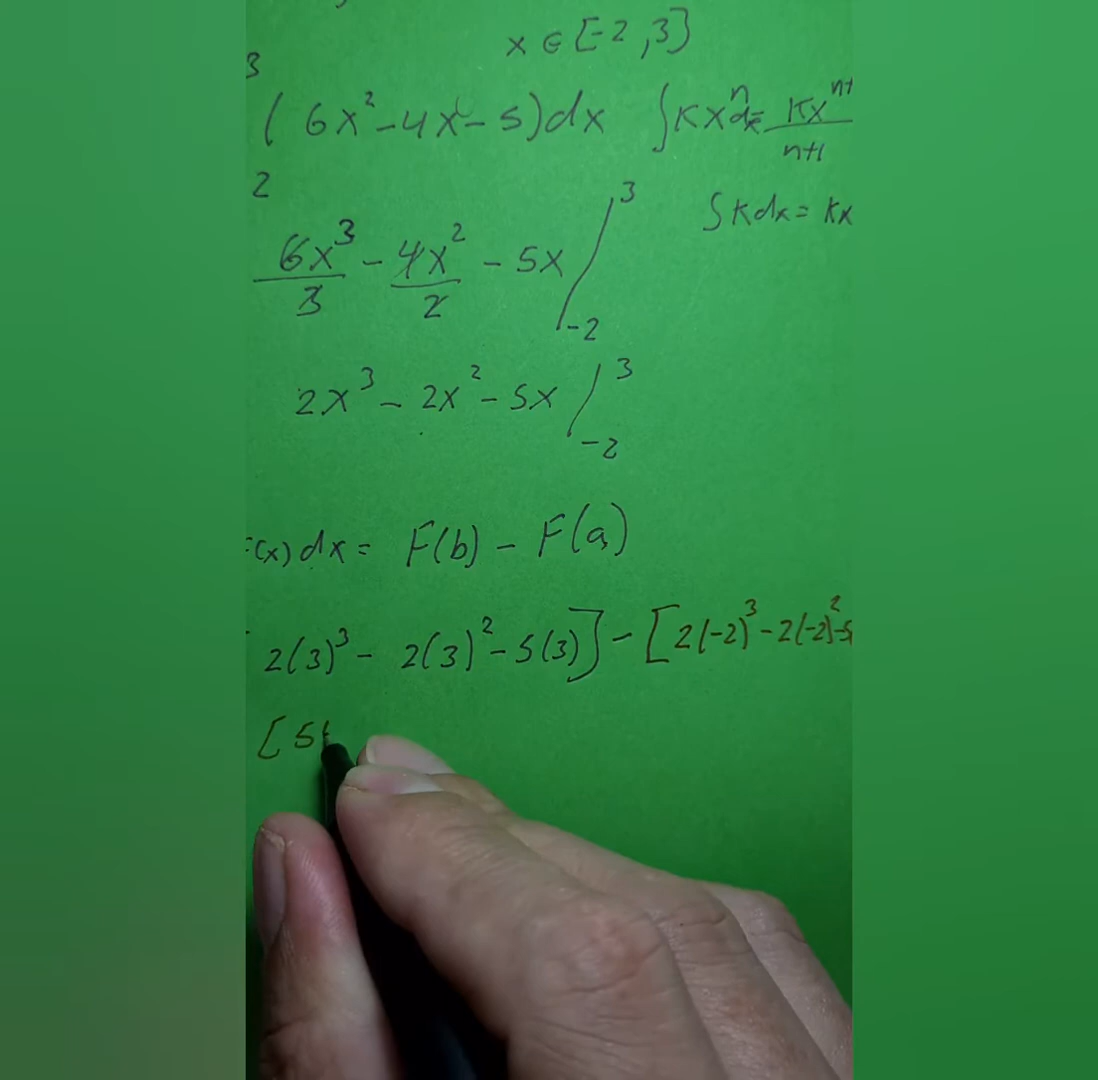 x ∈ [-2, 3]
3
( 6x² - 4x - 5)dx ∫Kxⁿdx = Kxⁿ⁺
n+1
2
∫Kdx = Kx
6x³/3 - 4x²/2 - 5x / 3
-2
2x³ - 2x² - 5x / 3
-2
(x) dx = F(b) - F(a)
2(3)³ - 2(3)² - 5(3)] - [2(-2)³ - 2(-2)² - 5
[ 5